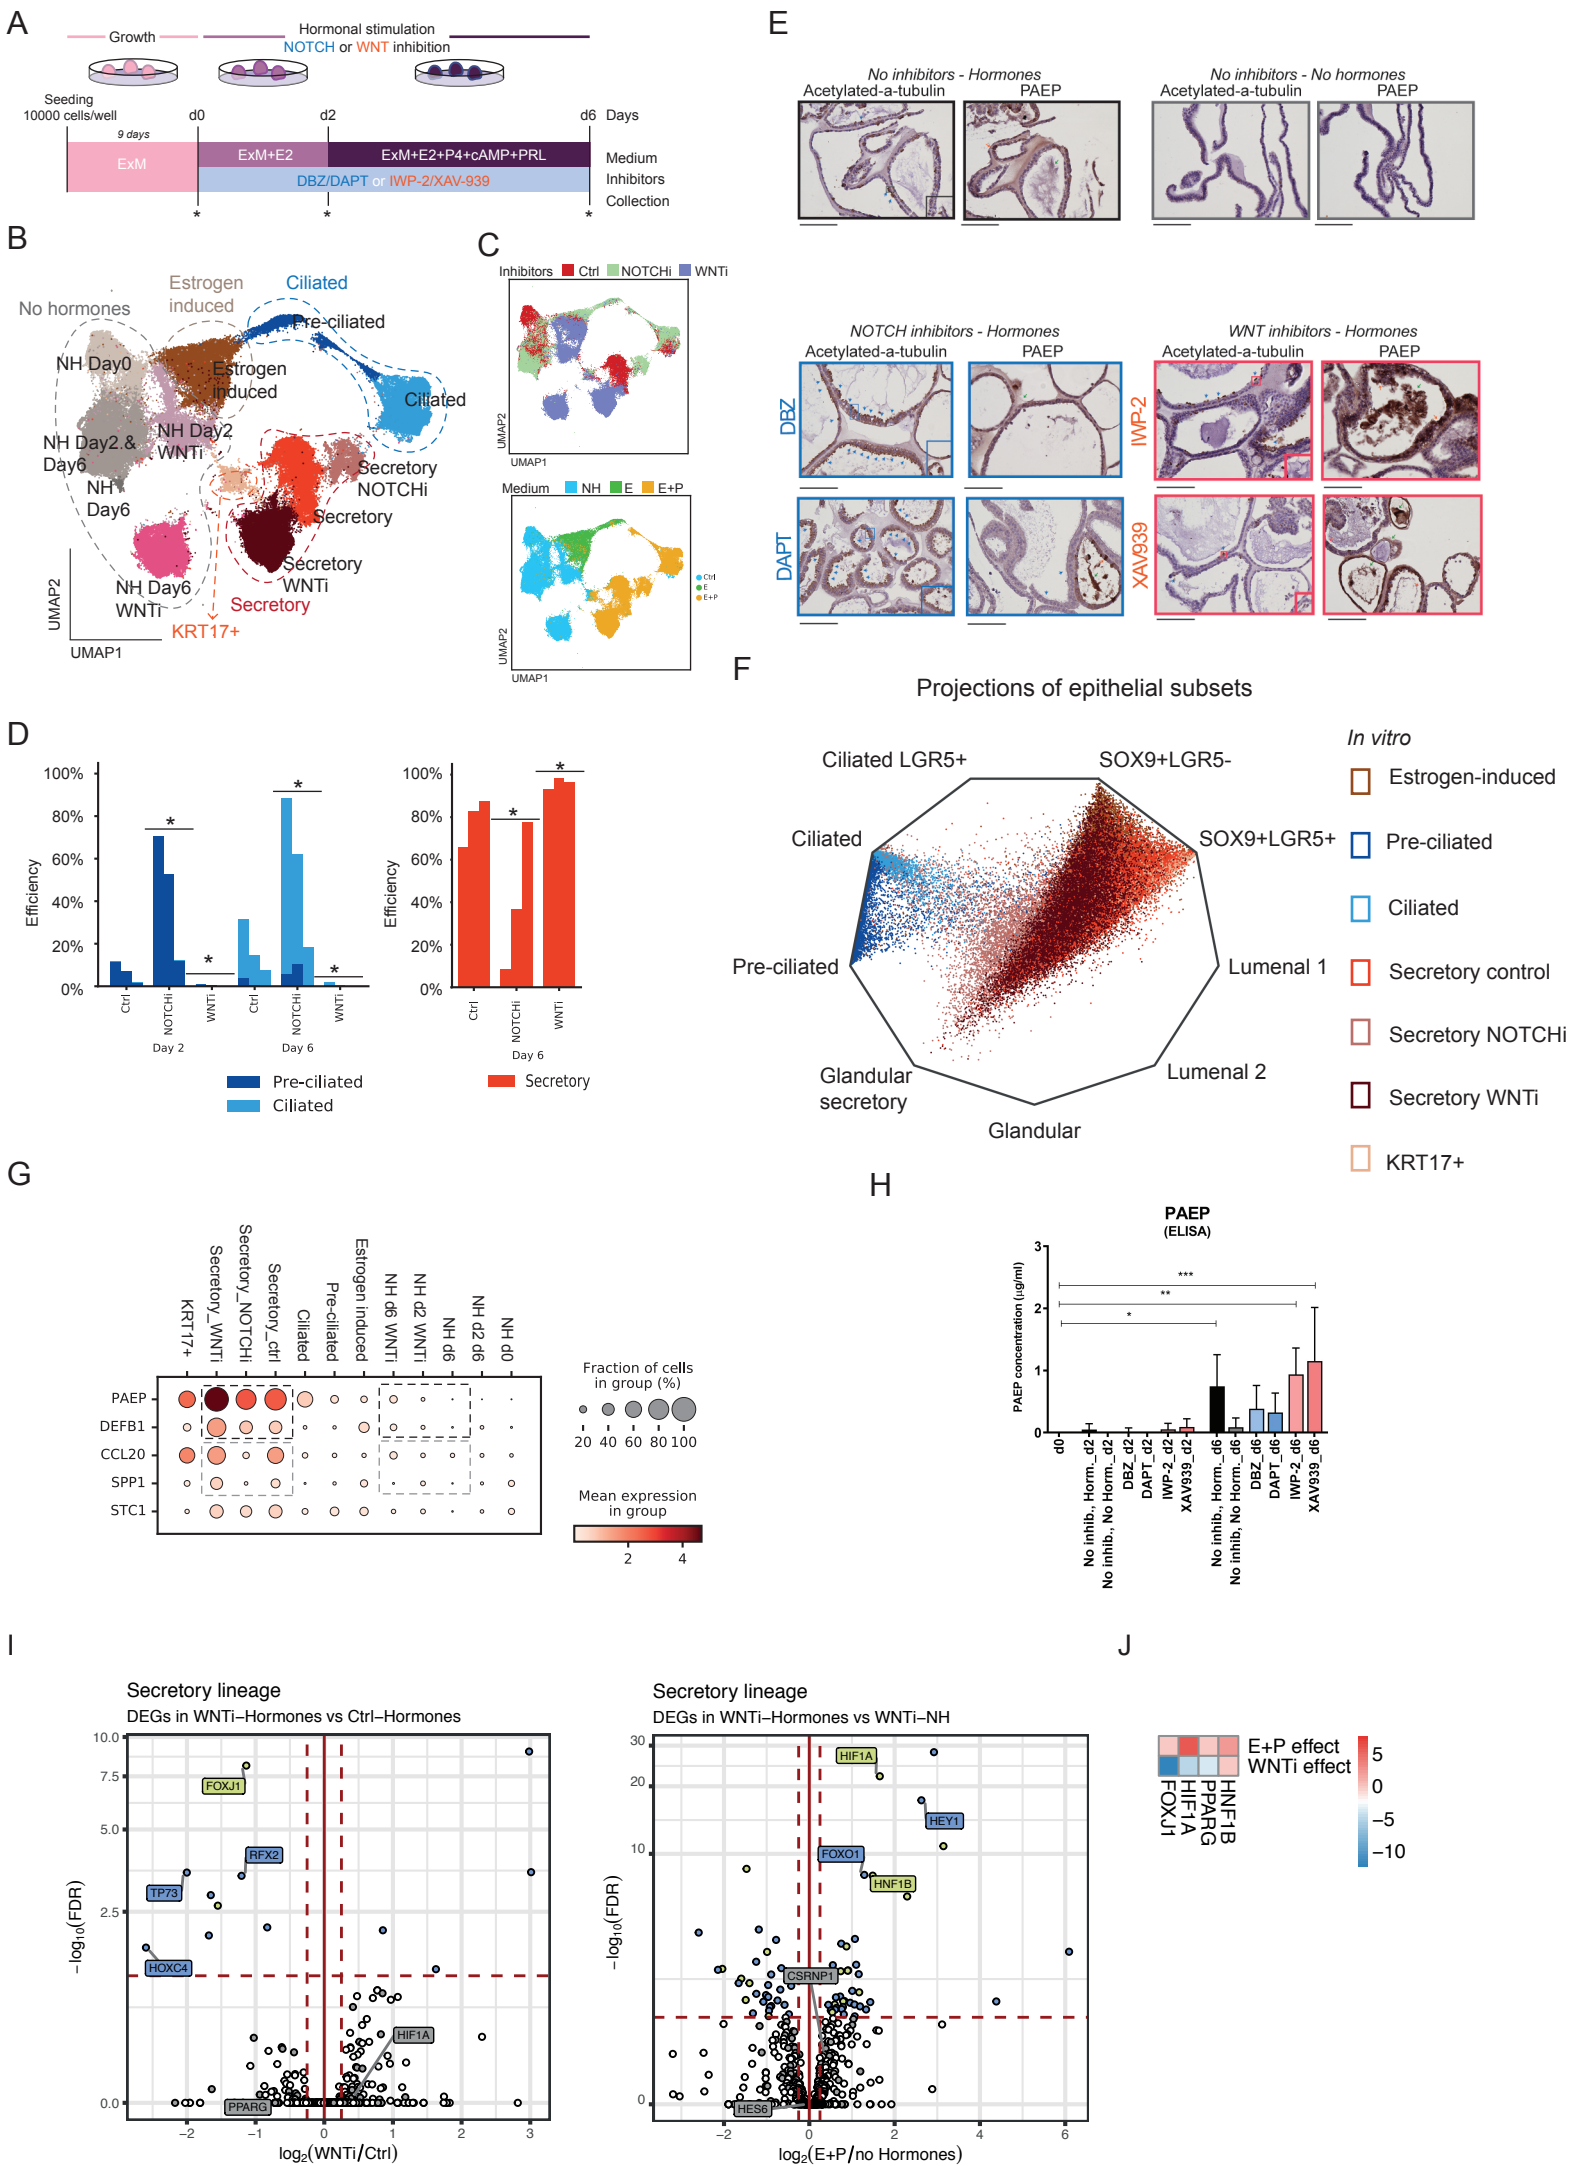 A
Growth
Hormonal stimulation
NOTCH or WNT inhibition
Seeding
10000 cells/well
d0
d2
d6
Days
9 days
ExM
ExM+E2
ExM+E2+P4+cAMP+PRL
Medium
DBZ/DAPT or IWP-2/XAV-939
Inhibitors
Collection
*
*
*
B
No hormones
Estrogen
induced
Ciliated
Pre-ciliated
NH Day0
Estrogen
induced
Ciliated
NH Day2 &
Day6
NH Day2
WNTi
NH
Day6
Secretory
NOTCHi
Secretory
NH Day6
WNTi
Secretory
WNTi
Secretory
KRT17+
UMAP2
UMAP1
C
Inhibitors Ctrl NOTCHi WNTi
UMAP2
UMAP1
Medium NH E E+P
Ctrl
E
E+P
UMAP2
UMAP1
D
100%
80%
60%
40%
20%
0%
Efficiency
*
*
*
*
Ctrl
NOTCHi
WNTi
Ctrl
NOTCHi
WNTi
Day 2
Day 6
Pre-ciliated
Ciliated
100%
80%
60%
40%
20%
0%
Efficiency
*
*
Ctrl
NOTCHi
WNTi
Day 6
Secretory
E
No inhibitors - Hormones
Acetylated-a-tubulin
PAEP
No inhibitors - No hormones
Acetylated-a-tubulin
PAEP
NOTCH inhibitors - Hormones
Acetylated-a-tubulin
PAEP
WNT inhibitors - Hormones
Acetylated-a-tubulin
PAEP
DBZ
IWP-2
DAPT
XAV939
F
Projections of epithelial subsets
Ciliated LGR5+
SOX9+LGR5-
Ciliated
SOX9+LGR5+
Pre-ciliated
Lumenal 1
Glandular
secretory
Lumenal 2
Glandular
In vitro
Estrogen-induced
Pre-ciliated
Ciliated
Secretory control
Secretory NOTCHi
Secretory WNTi
KRT17+
G
KRT17+
Secretory_WNTi
Secretory_NOTCHi
Secretory_ctrl
Ciliated
Pre-ciliated
Estrogen induced
NH d6 WNTi
NH d2 WNTi
NH d6
NH d2 d6
NH d0
PAEP
DEFB1
CCL20
SPP1
STC1
Fraction of cells
in group (%)
20 40 60 80 100
Mean expression
in group
2 4
H
PAEP
(ELISA)
PAEP concentration (µg/ml)
3
2
1
0
***
**
*
d0
No inhib., Horm._d2
No inhib., No Horm._d2
DBZ_d2
DAPT_d2
IWP-2_d2
XAV939_d2
No inhib., Horm._d6
No inhib, No Horm._d6
DBZ_d6
DAPT_d6
IWP-2_d6
XAV939_d6
I
Secretory lineage
DEGs in WNTi−Hormones vs Ctrl−Hormones
10.0
7.5
5.0
2.5
0.0
−log10(FDR)
FOXJ1
RFX2
TP73
HOXC4
HIF1A
PPARG
−2 −1 0 1 2 3
log2(WNTi/Ctrl)
Secretory lineage
DEGs in WNTi−Hormones vs WNTi−NH
30
20
10
0
−log10(FDR)
HIF1A
HEY1
FOXO1
HNF1B
CSRNP1
HES6
−2 0 2 4 6
log2(E+P/no Hormones)
J
E+P effect
WNTi effect
FOXJ1
HIF1A
PPARG
HNF1B
5
0
−5
−10